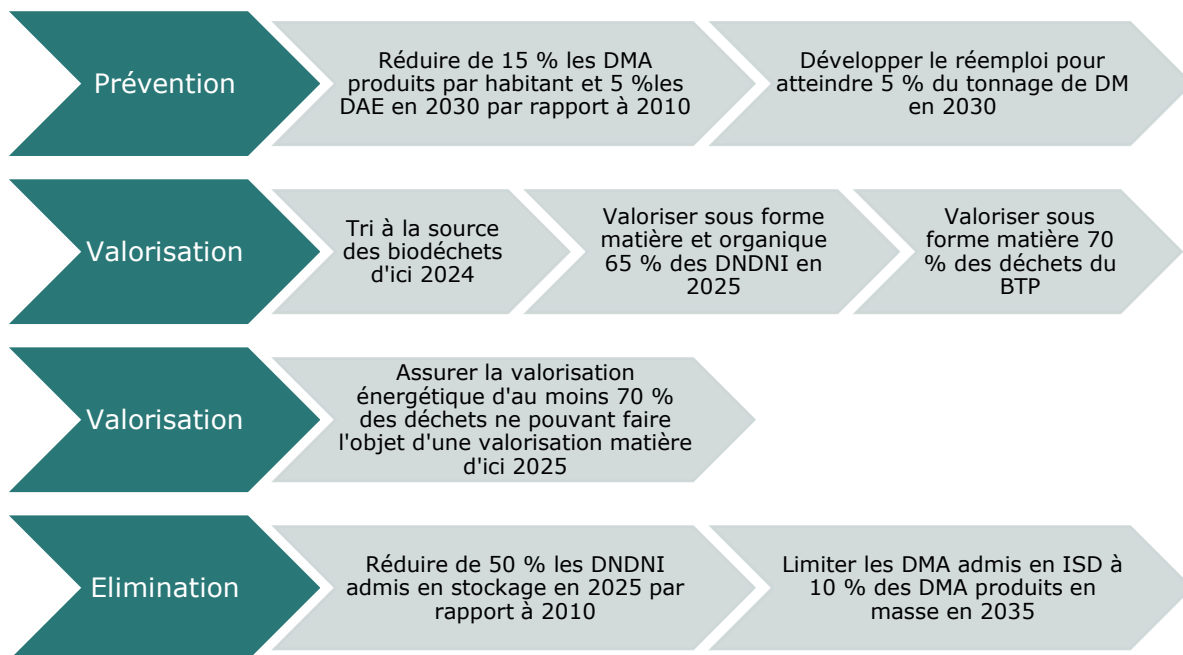 Prévention
Réduire de 15 % les DMA
produits par habitant et 5 %les
DAE en 2030 par rapport à 2010
Développer le réemploi pour
atteindre 5 % du tonnage de DM
en 2030
Valorisation
Tri à la source
des biodéchets
d'ici 2024
Valoriser sous forme
matière et organique
65 % des DNDNI en
2025
Valoriser sous
forme matière 70
% des déchets du
BTP
Valorisation
Assurer la valorisation
énergétique d'au moins 70 %
des déchets ne pouvant faire
l'objet d'une valorisation matière
d'ici 2025
Elimination
Réduire de 50 % les DNDNI
admis en stockage en 2025 par
rapport à 2010
Limiter les DMA admis en ISD à
10 % des DMA produits en
masse en 2035